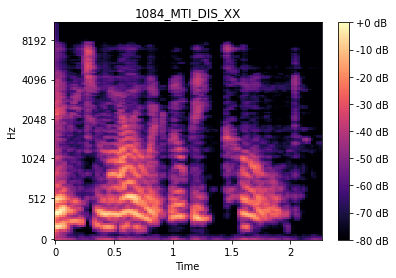 1084_MTI_DIS_XX
+0 dB
8192
-10 dB
4096
-20 dB
-30 dB
2048
-40 dB
Hz
1024
-50 dB
512
-60 dB
-70 dB
0
-80 dB
0 0.5 1 1.5 2
Time